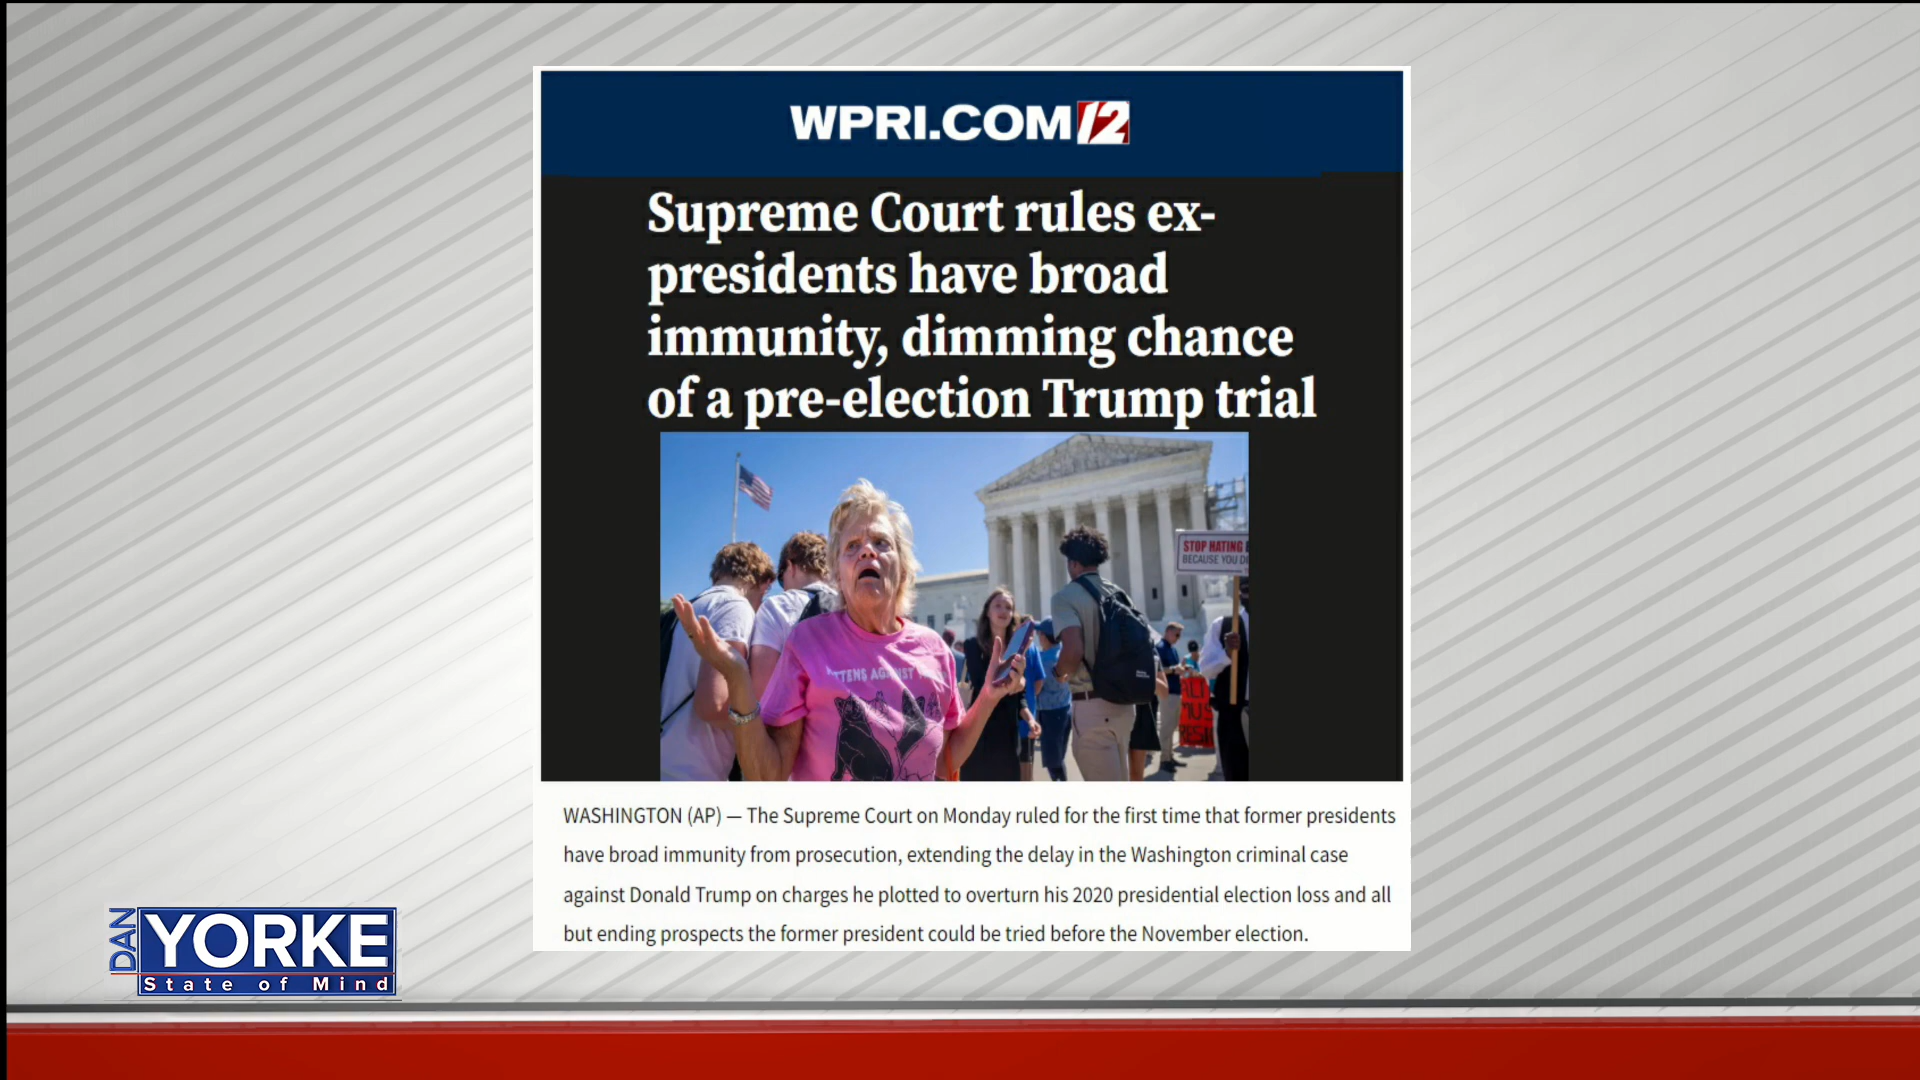 WPRI.COM 12
Supreme Court rules ex-
presidents have broad
immunity, dimming chance
of a pre-election Trump trial
STOP HATING
BECAUSE YOU
TTENS AGAINST
WASHINGTON (AP) — The Supreme Court on Monday ruled for the first time that former presidents
have broad immunity from prosecution, extending the delay in the Washington criminal case
against Donald Trump on charges he plotted to overturn his 2020 presidential election loss and all
but ending prospects the former president could be tried before the November election.
DAN
YORKE
State of Mind